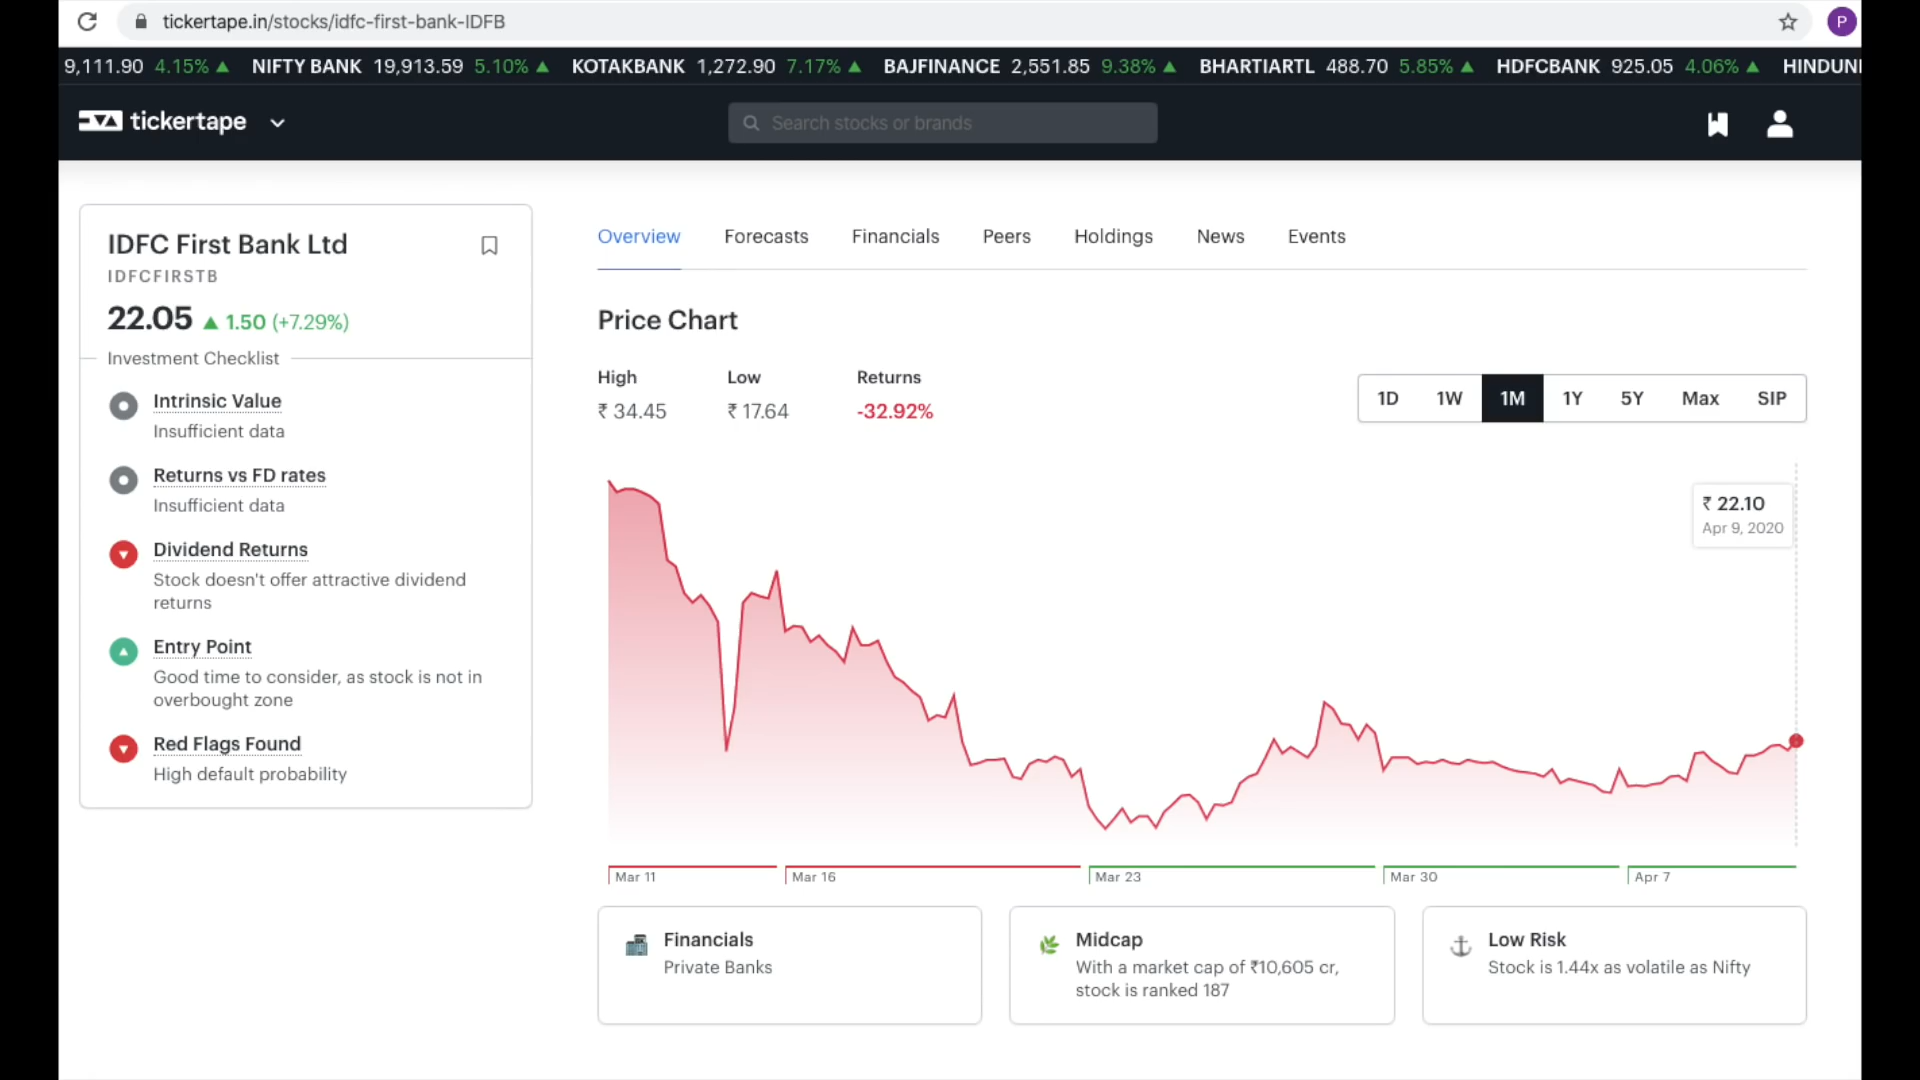 tickertape.in/stocks/idfc-first-bank-IDFB
P
9,111.90 4.15% ▲ NIFTY BANK 19,913.59 5.10% ▲ KOTAKBANK 1,272.90 7.17% ▲ BAJFINANCE 2,551.85 9.38% ▲ BHARTIARTL 488.70 5.85% ▲ HDFCBANK 925.05 4.06% ▲ HINDUN
tickertape
Search stocks or brands
IDFC First Bank Ltd
IDFCFIRSTB
22.05 ▲ 1.50 (+7.29%)
Investment Checklist
Intrinsic Value
Insufficient data
Returns vs FD rates
Insufficient data
Dividend Returns
Stock doesn't offer attractive dividend
returns
Entry Point
Good time to consider, as stock is not in
overbought zone
Red Flags Found
High default probability
Overview Forecasts Financials Peers Holdings News Events
Price Chart
High Low Returns
₹ 34.45 ₹ 17.64 -32.92%
1D 1W 1M 1Y 5Y Max SIP
₹ 22.10
Apr 9, 2020
Mar 11 Mar 16 Mar 23 Mar 30 Apr 7
Financials
Private Banks
Midcap
With a market cap of ₹10,605 cr,
stock is ranked 187
Low Risk
Stock is 1.44x as volatile as Nifty